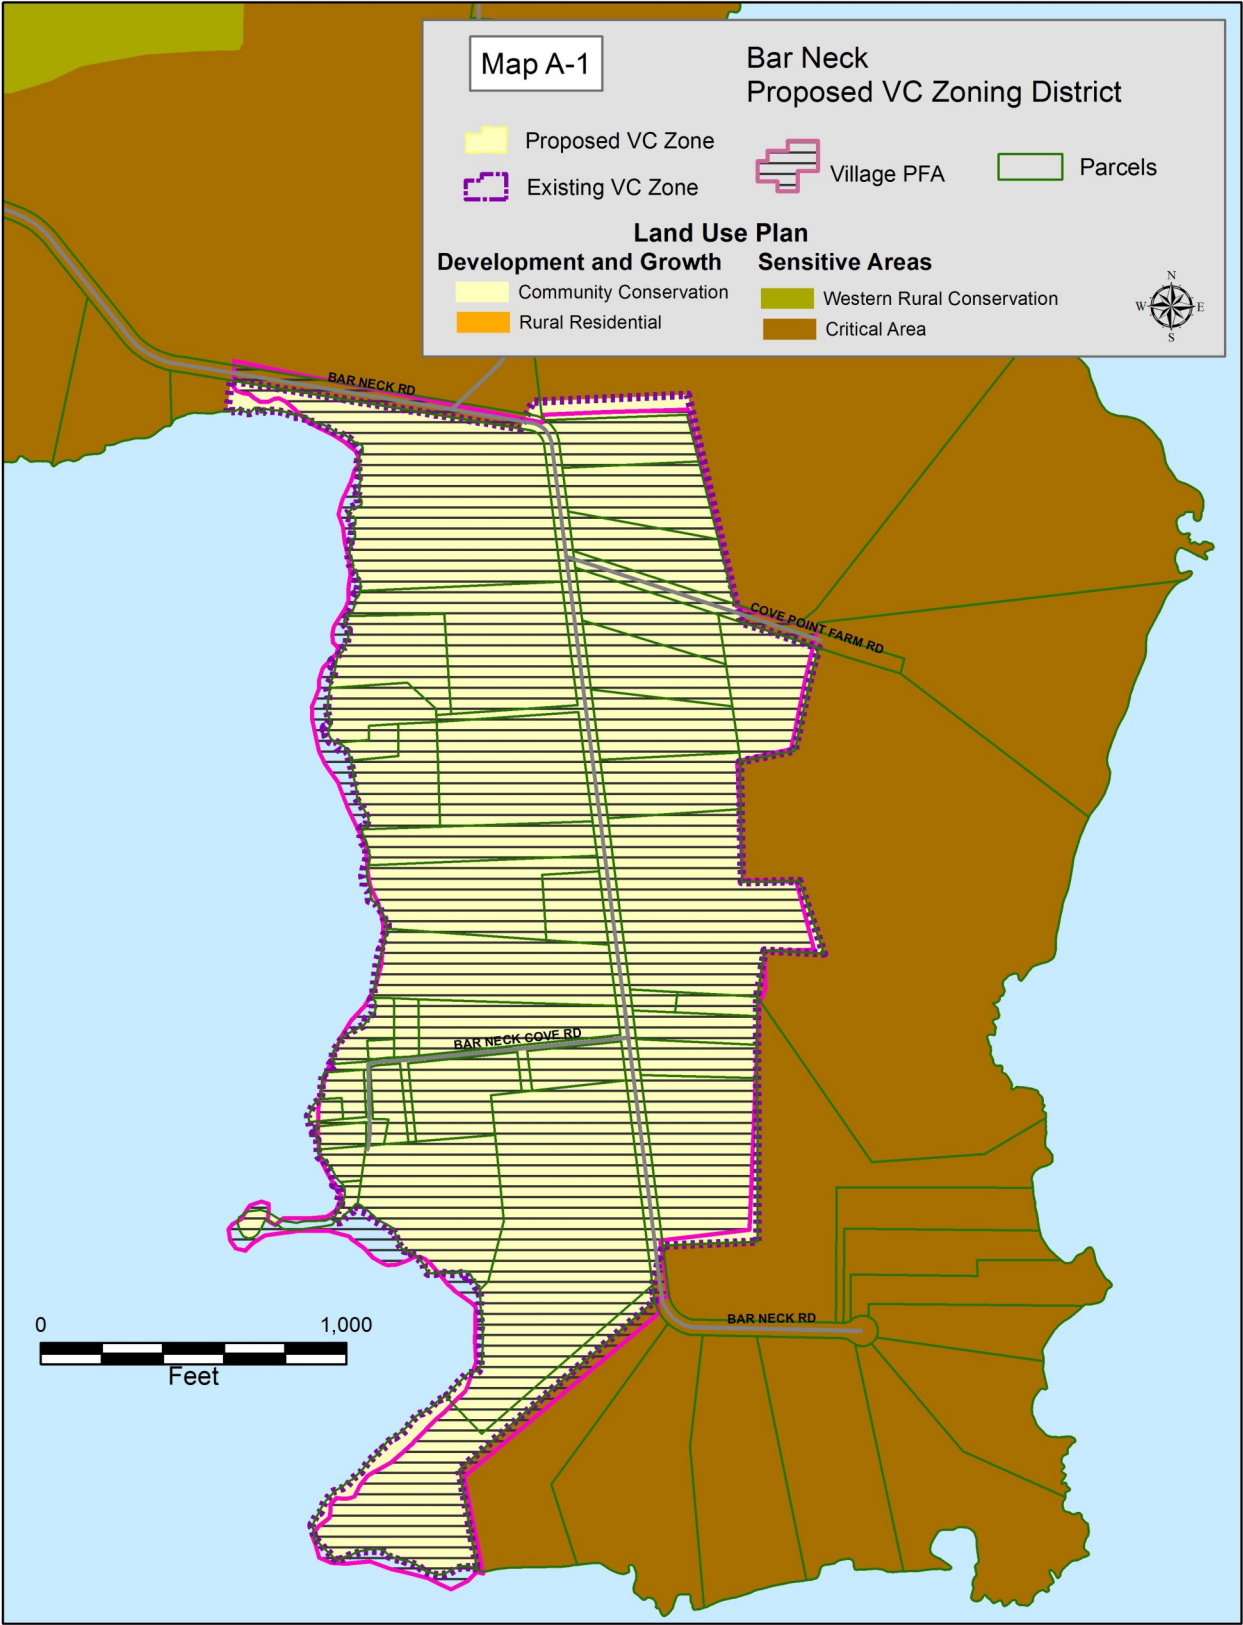 Map A-1
Bar Neck
Proposed VC Zoning District
Proposed VC Zone
Existing VC Zone
Village PFA
Parcels
Land Use Plan
Development and Growth
Sensitive Areas
Community Conservation
Rural Residential
Western Rural Conservation
Critical Area
N
W
E
S
BAR NECK RD
COVE POINT FARM RD
BAR NECK COVE RD
BAR NECK RD
0
1,000
Feet